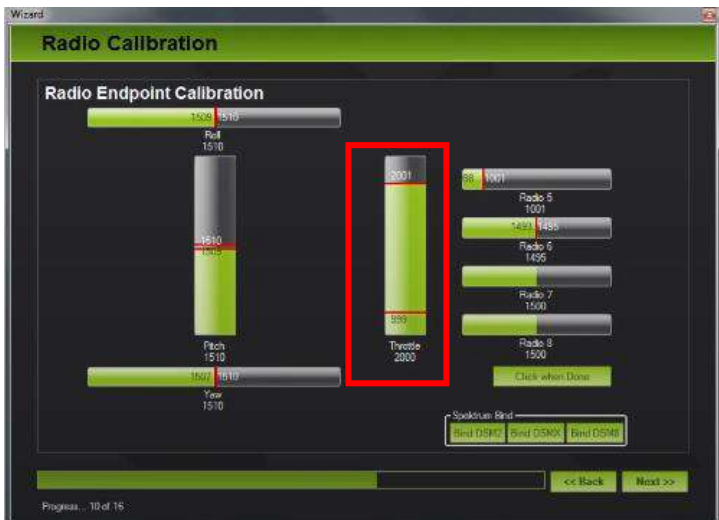 Wizard
Radio Calibration
Radio Endpoint Calibration
1509 1510
Roll
1510
2001
98 1001
Radio 5
1001
1493 1495
Radio 6
1495
1510
1509
Radio 7
1500
999
Pitch
1510
Throttle
2000
Radio 8
1500
1507 1510
Yaw
1510
Click when Done
Spektrum Bind
Bind DSM2 Bind DSMX Bind DSM8
<< Back Next >>
Progress... 10 of 16